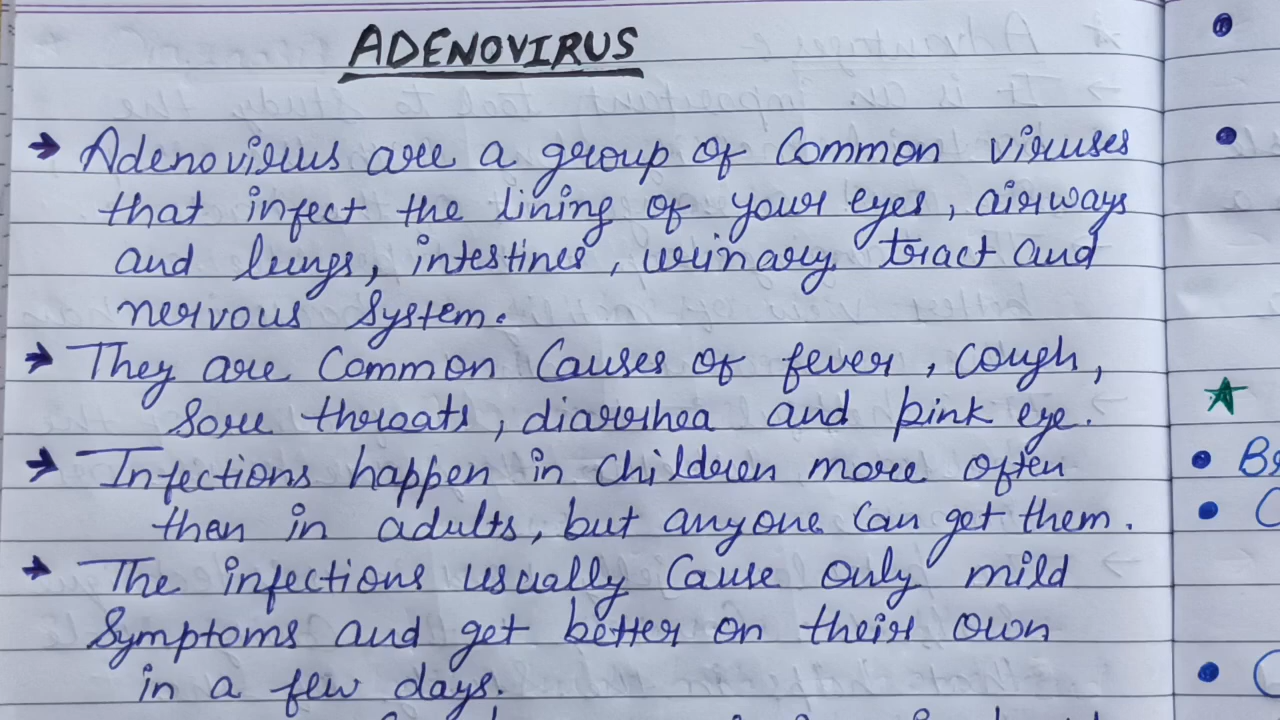 ADENOVIRUS
→ Adenovirus are a group of Common viruses
that infect the lining of your eyes, airways
and lungs, intestines, urinary tract and
nervous System.
→ They are Common Causes of fever, Cough,
Sore throats, diarrhea and pink eye.
→ Infections happen in Children more often
than in adults, but anyone Can get them.
→ The infections usually Cause only mild
Symptoms and get better on their own
in a few days.